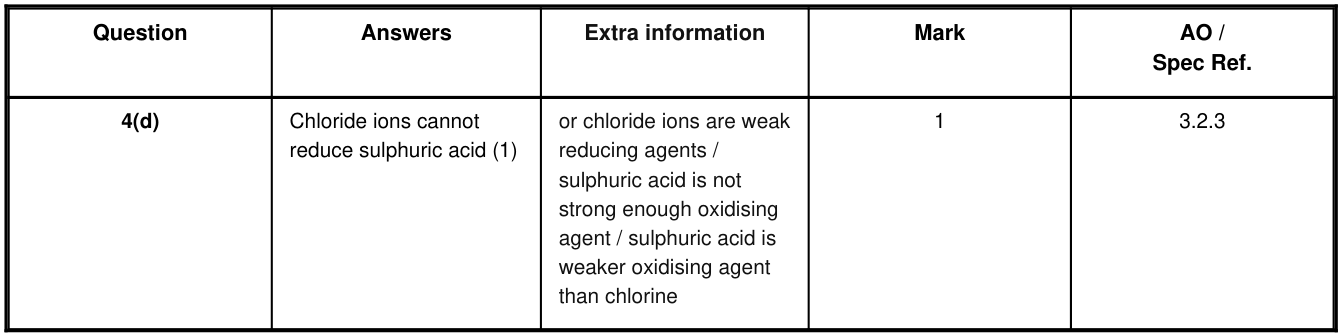 Question Answers Extra information Mark AO /
Spec Ref.
4(d) Chloride ions cannot or chloride ions are weak 1 3.2.3
reduce sulphuric acid (1) reducing agents /
sulphuric acid is not
strong enough oxidising
agent / sulphuric acid is
weaker oxidising agent
than chlorine